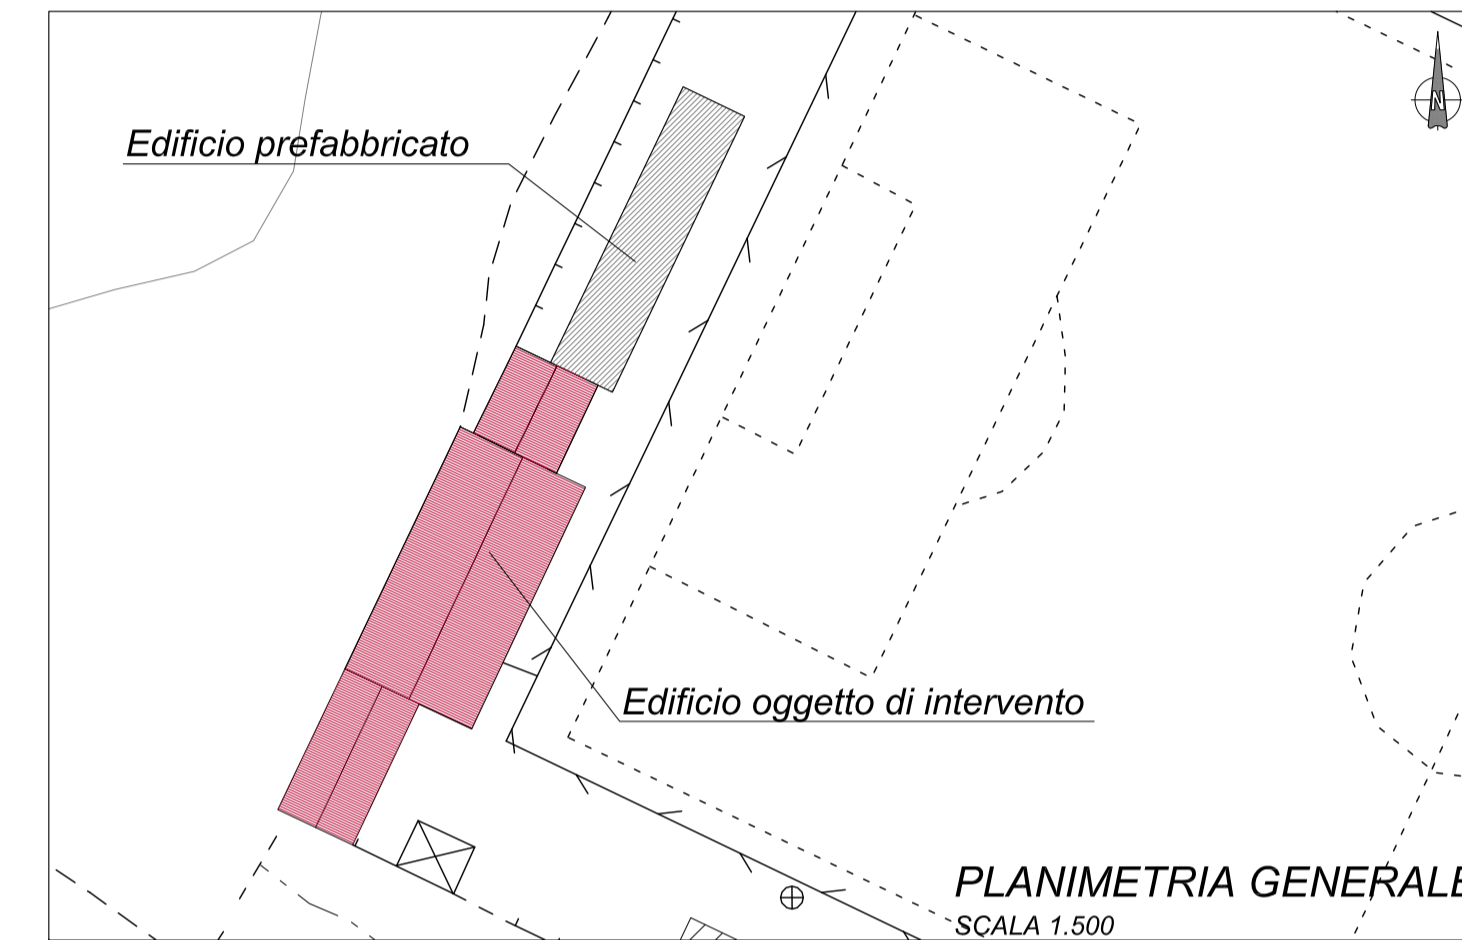 Edificio prefabbricato
N
Edificio oggetto di intervento
PLANIMETRIA GENERALE
SCALA 1.500